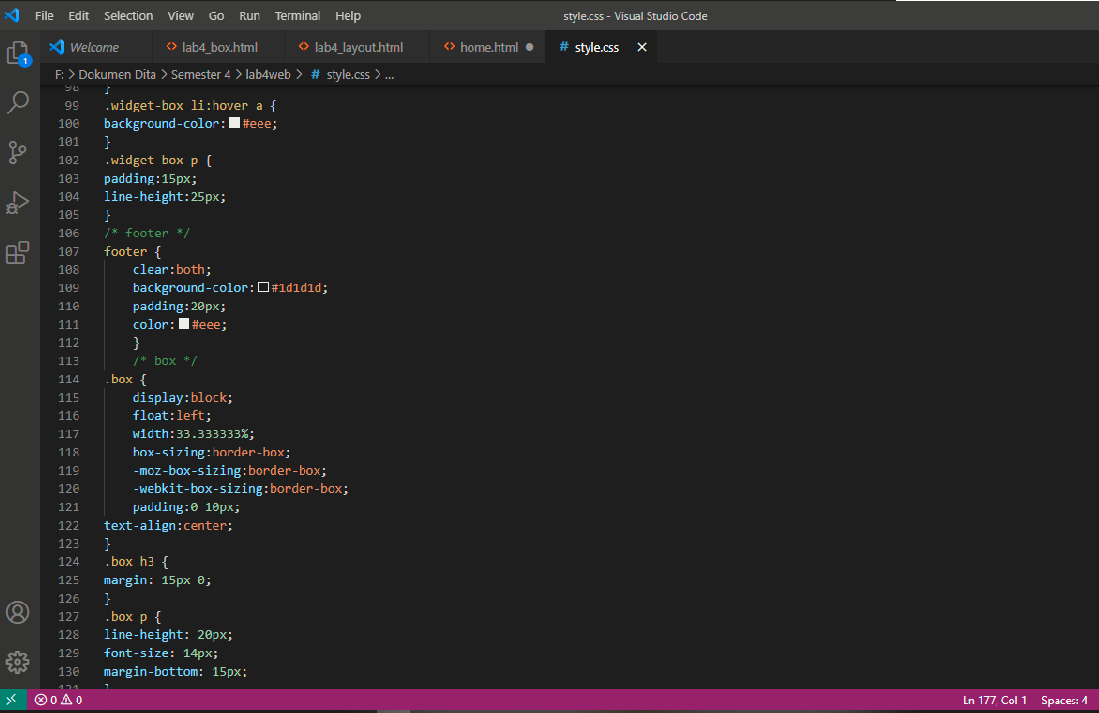 File Edit Selection View Go Run Terminal Help style.css - Visual Studio Code
Welcome <> lab4_box.html <> lab4_layout.html <> home.html ● # style.css ×
1
F: > Dokumen Dita > Semester 4 > lab4web > # style.css > ...
98 }
99 .widget-box li:hover a {
100 background-color: #eee;
101 }
102 .widget box p {
103 padding:15px;
104 line-height:25px;
105 }
106 /* footer */
107 footer {
108 clear:both;
109 background-color: #1d1d1d;
110 padding:20px;
111 color: #eee;
112 }
113 /* box */
114 .box {
115 display:block;
116 float:left;
117 width:33.333333%;
118 box-sizing:border-box;
119 -moz-box-sizing:border-box;
120 -webkit-box-sizing:border-box;
121 padding:0 10px;
122 text-align:center;
123 }
124 .box h3 {
125 margin: 15px 0;
126 }
127 .box p {
128 line-height: 20px;
129 font-size: 14px;
130 margin-bottom: 15px;
131 }
0 0 Ln 177, Col 1 Spaces: 4